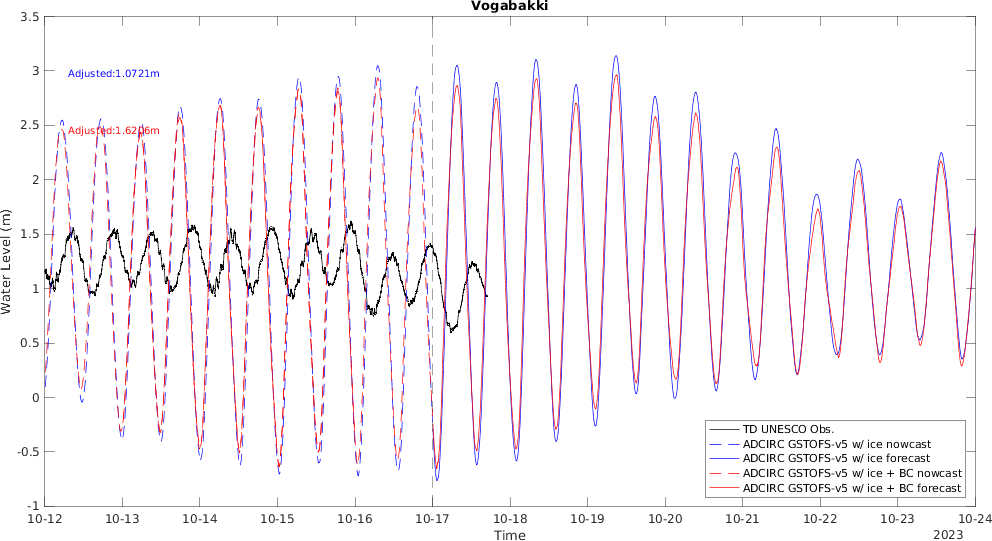 Vogabakki
Water Level (m)
3.5
3
2.5
2
1.5
1
0.5
0
-0.5
-1
Adjusted:1.0721m
Adjusted:1.6206m
TD UNESCO Obs.
ADCIRC GSTOFS-v5 w/ ice nowcast
ADCIRC GSTOFS-v5 w/ ice forecast
ADCIRC GSTOFS-v5 w/ ice + BC nowcast
ADCIRC GSTOFS-v5 w/ ice + BC forecast
10-12 10-13 10-14 10-15 10-16 10-17 10-18 10-19 10-20 10-21 10-22 10-23 10-24
Time
2023